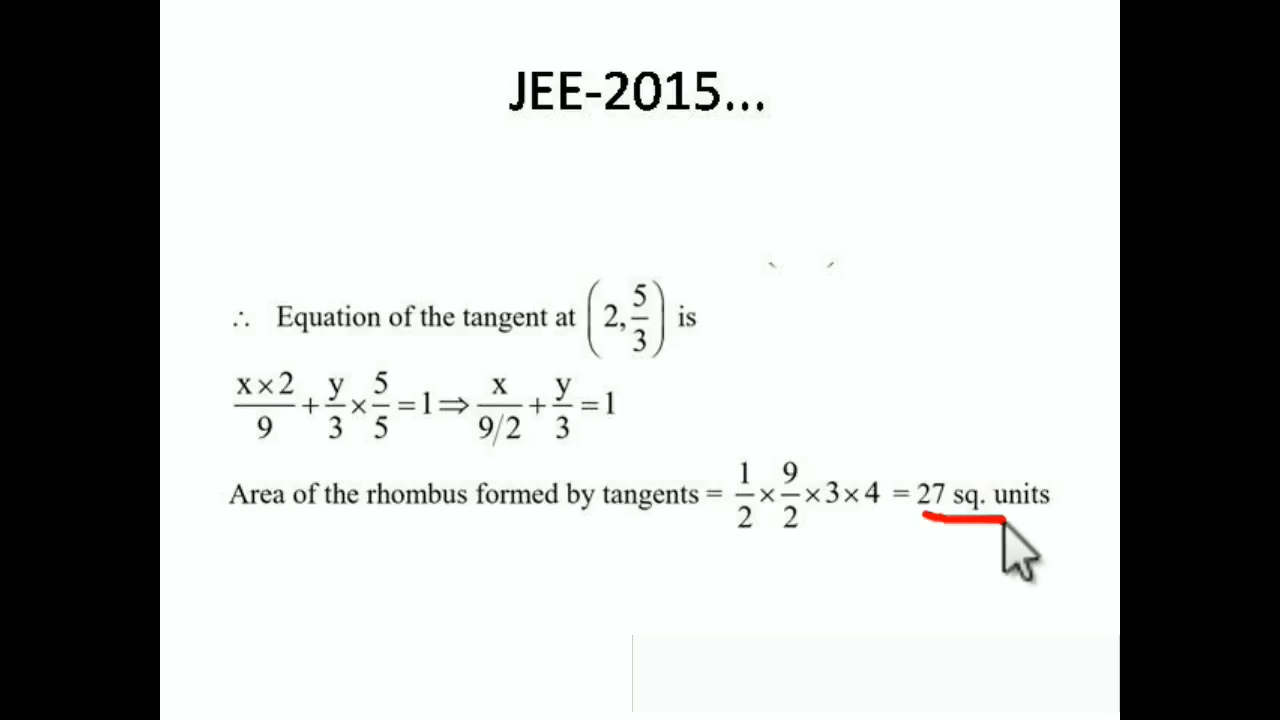 JEE-2015...
∴ Equation of the tangent at (2, 5/3) is
x×2/9 + y/3 × 5/5 = 1 ⇒ x/9/2 + y/3 = 1
Area of the rhombus formed by tangents = 1/2 × 9/2 × 3 × 4 = 27 sq. units